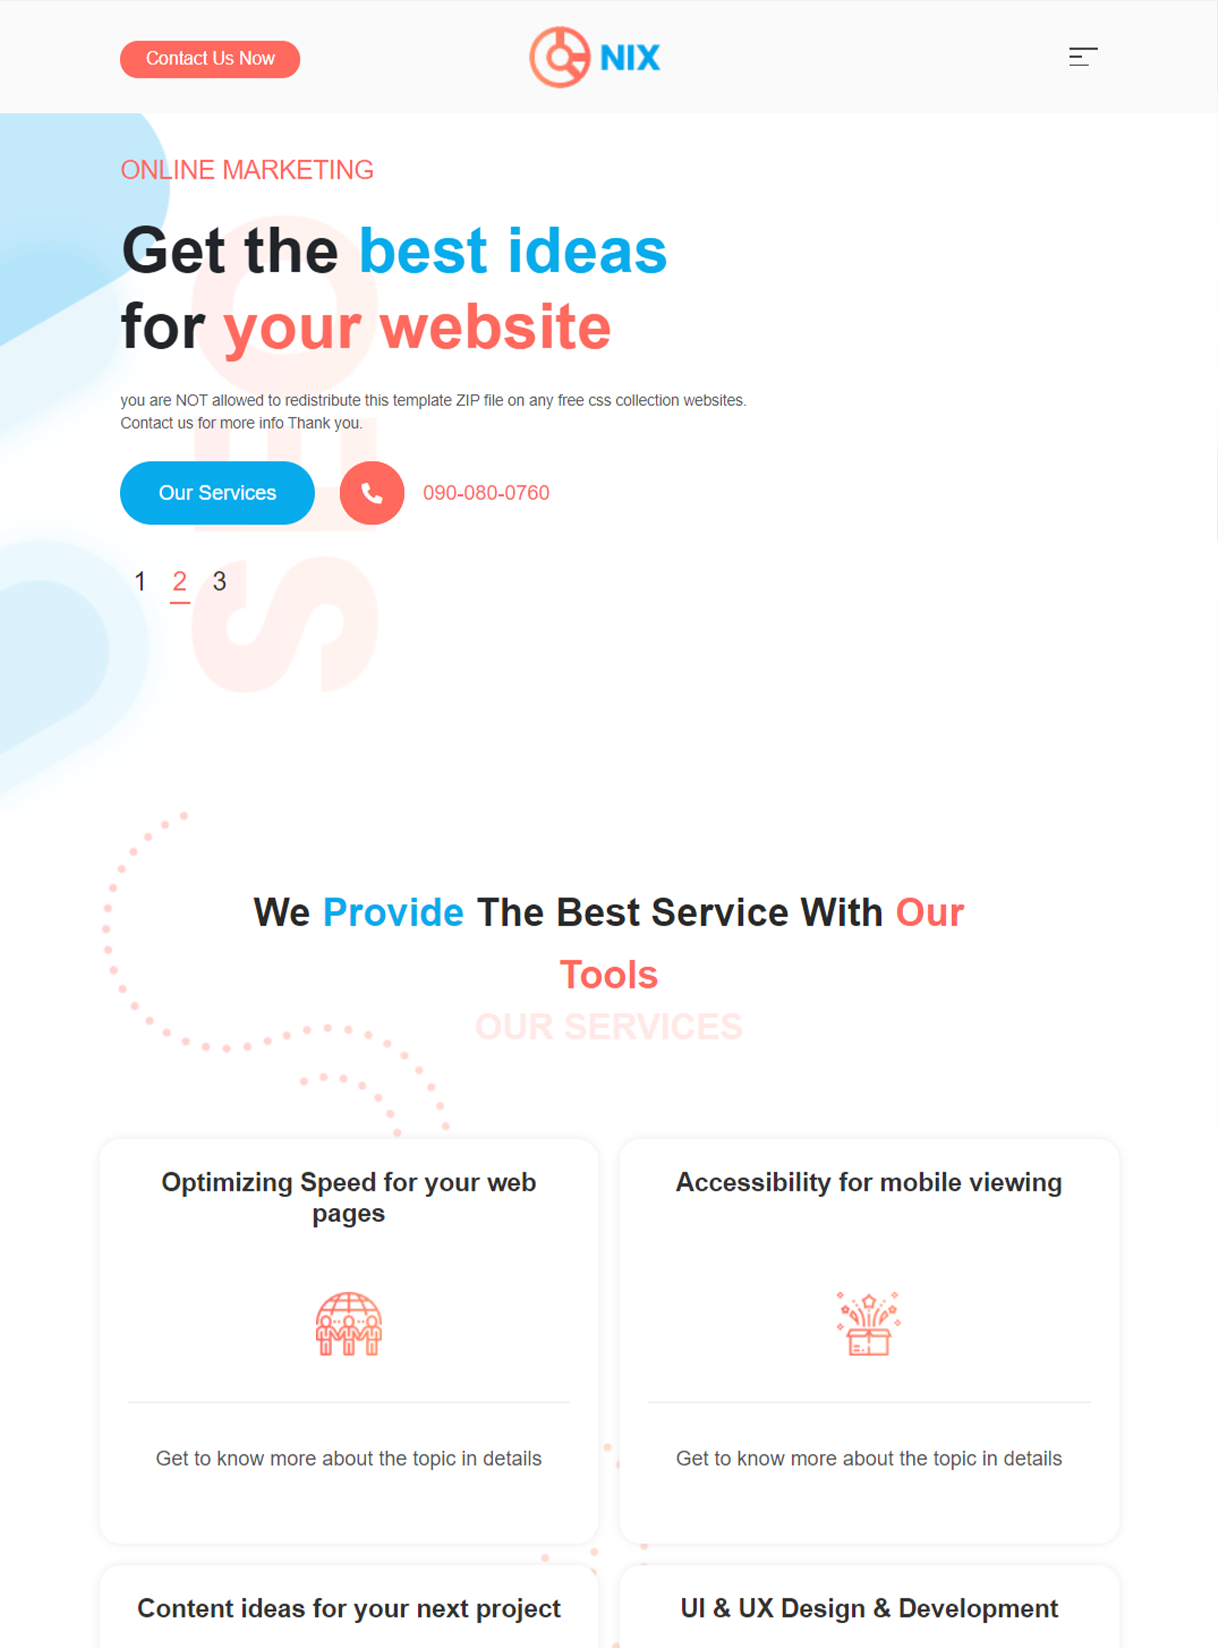 Contact Us Now
NIX
ONLINE MARKETING
Get the best ideas
for your website
SEO
you are NOT allowed to redistribute this template ZIP file on any free css collection websites.
Contact us for more info Thank you.
Our Services
090-080-0760
1 2 3
We Provide The Best Service With Our
Tools
OUR SERVICES
Optimizing Speed for your web
pages
Get to know more about the topic in details
Accessibility for mobile viewing
Get to know more about the topic in details
Content ideas for your next project
UI & UX Design & Development